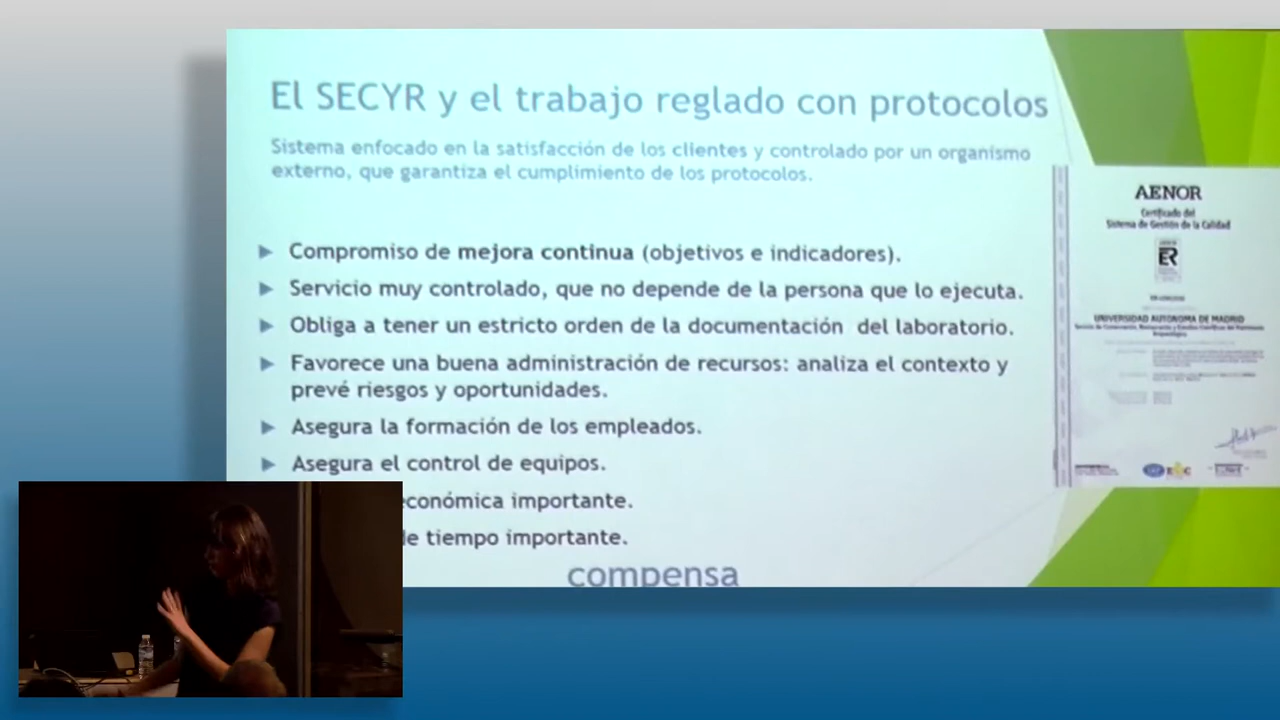 El SECYR y el trabajo reglado con protocolos
Sistema enfocado en la satisfacción de los clientes y controlado por un organismo
externo, que garantiza el cumplimiento de los protocolos.
Compromiso de mejora continua (objetivos e indicadores).
Servicio muy controlado, que no depende de la persona que lo ejecuta.
Obliga a tener un estricto orden de la documentación del laboratorio.
Favorece una buena administración de recursos: analiza el contexto y
prevé riesgos y oportunidades.
Asegura la formación de los empleados.
Asegura el control de equipos.
económica importante.
de tiempo importante.
compensa
AENOR
Certificado del
Sistema de Gestión de la Calidad
ER
UNIVERSIDAD AUTONOMA DE MADRID